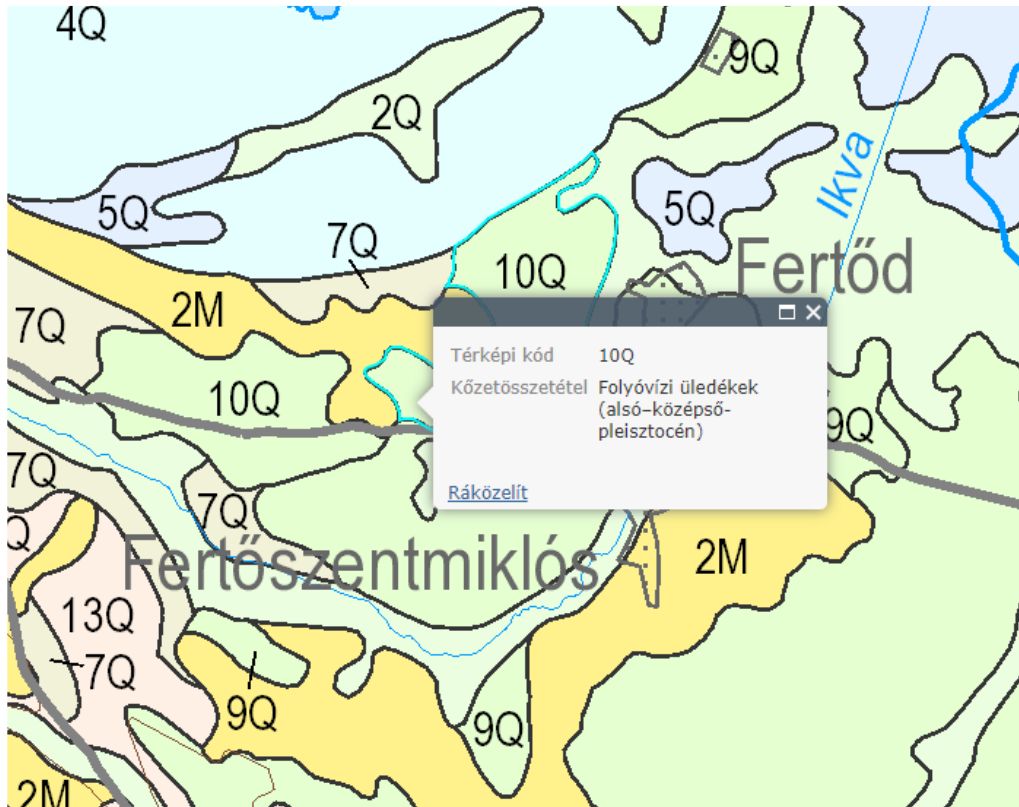 4Q
9Q
2Q
5Q
5Q
Ikva
7Q
10Q
Fertőd
7Q
2M
Térképi kód 10Q
Kőzetösszetétel Folyóvízi üledékek
(alsó–középső-
pleisztocén)
Ráközelít
10Q
9Q
7Q
7Q
Q
Fertőszentmiklós
2M
13Q
7Q
9Q
9Q
2M